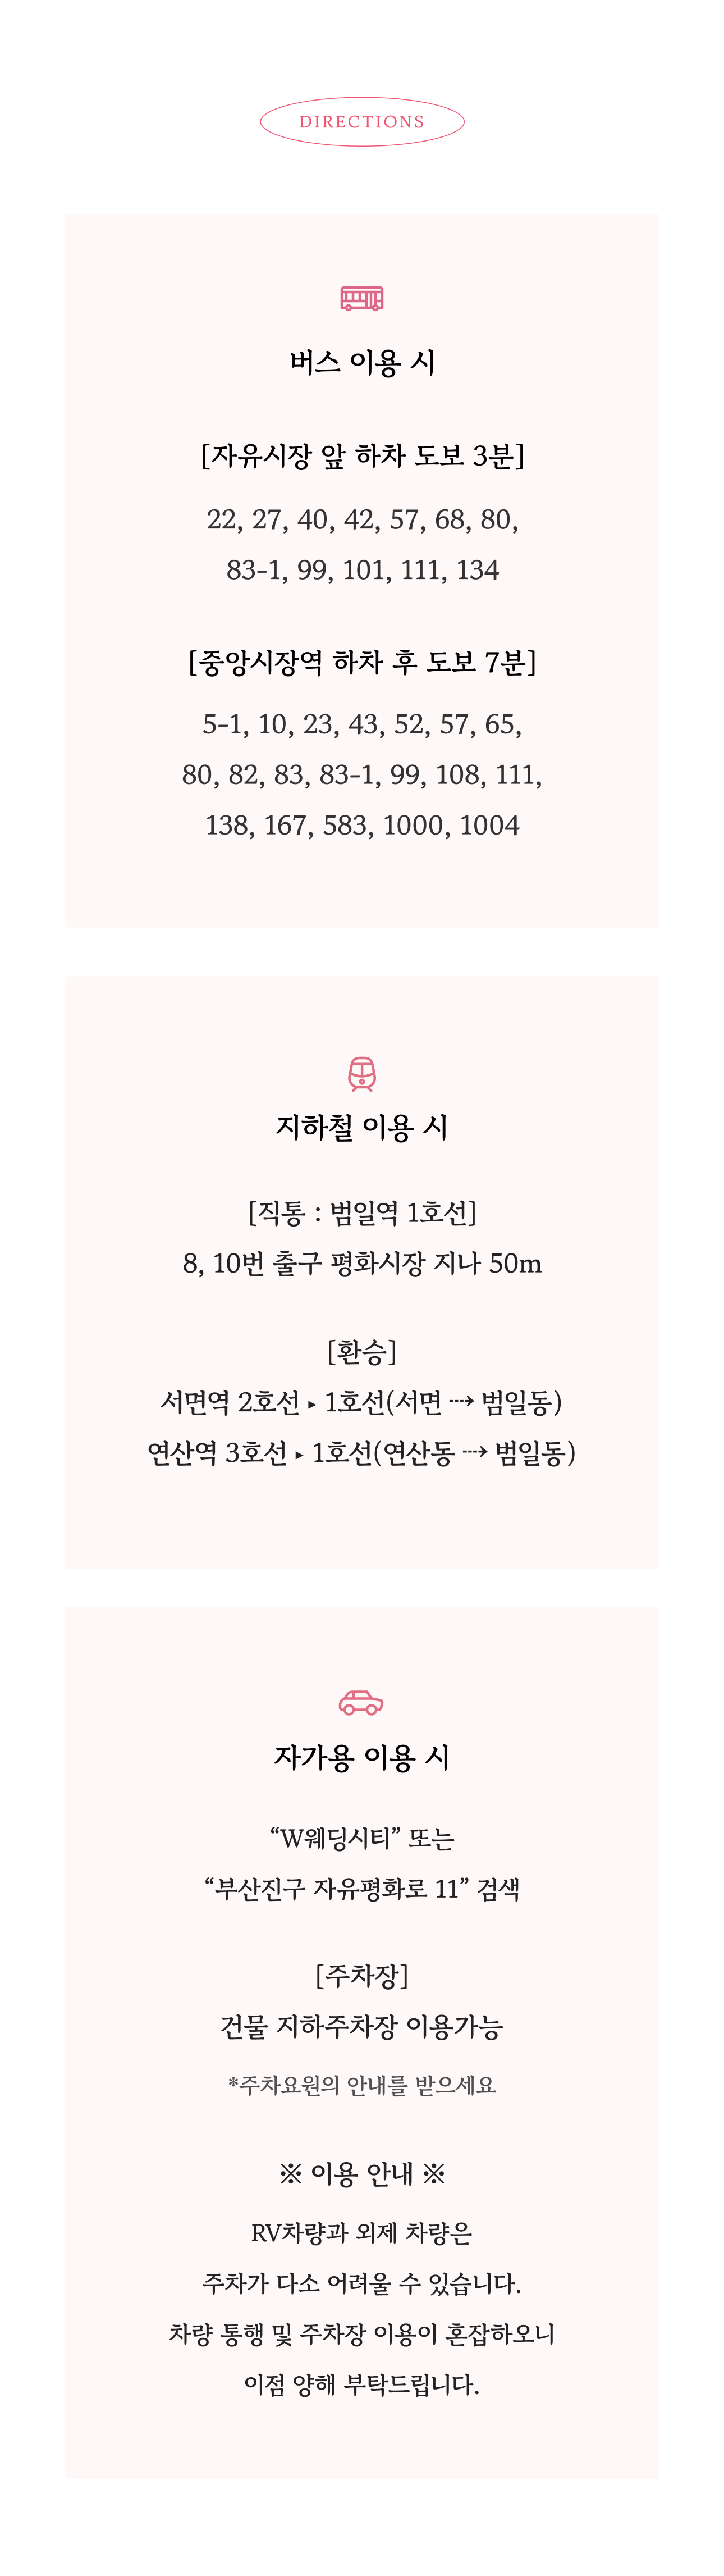 DIRECTIONS
버스 이용 시
[자유시장 앞 하차 도보 3분]
22, 27, 40, 42, 57, 68, 80,
83-1, 99, 101, 111, 134
[중앙시장역 하차 후 도보 7분]
5-1, 10, 23, 43, 52, 57, 65,
80, 82, 83, 83-1, 99, 108, 111,
138, 167, 583, 1000, 1004
지하철 이용 시
[직통 : 범일역 1호선]
8, 10번 출구 평화시장 지나 50m
[환승]
서면역 2호선 ▸ 1호선(서면 ⤑ 범일동)
연산역 3호선 ▸ 1호선(연산동 ⤑ 범일동)
자가용 이용 시
“W웨딩시티” 또는
“부산진구 자유평화로 11” 검색
[주차장]
건물 지하주차장 이용가능
*주차요원의 안내를 받으세요
※ 이용 안내 ※
RV차량과 외제 차량은
주차가 다소 어려울 수 있습니다.
차량 통행 및 주차장 이용이 혼잡하오니
이점 양해 부탁드립니다.